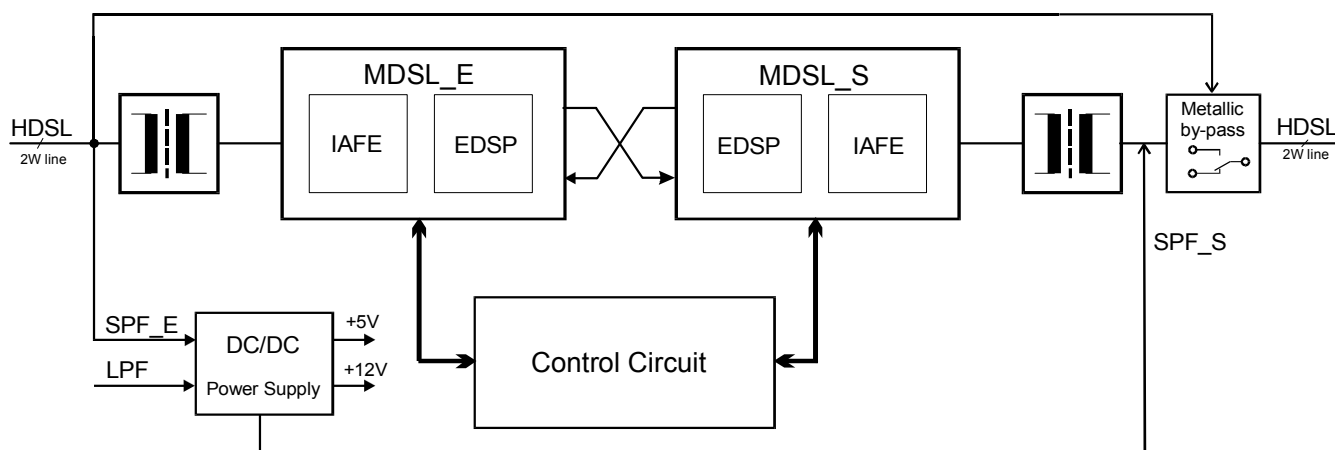 HDSL
2W line
MDSL_E
IAFE
EDSP
MDSL_S
EDSP
IAFE
Metallic
by-pass
HDSL
2W line
SPF_S
SPF_E
LPF
DC/DC
Power Supply
+5V
+12V
Control Circuit